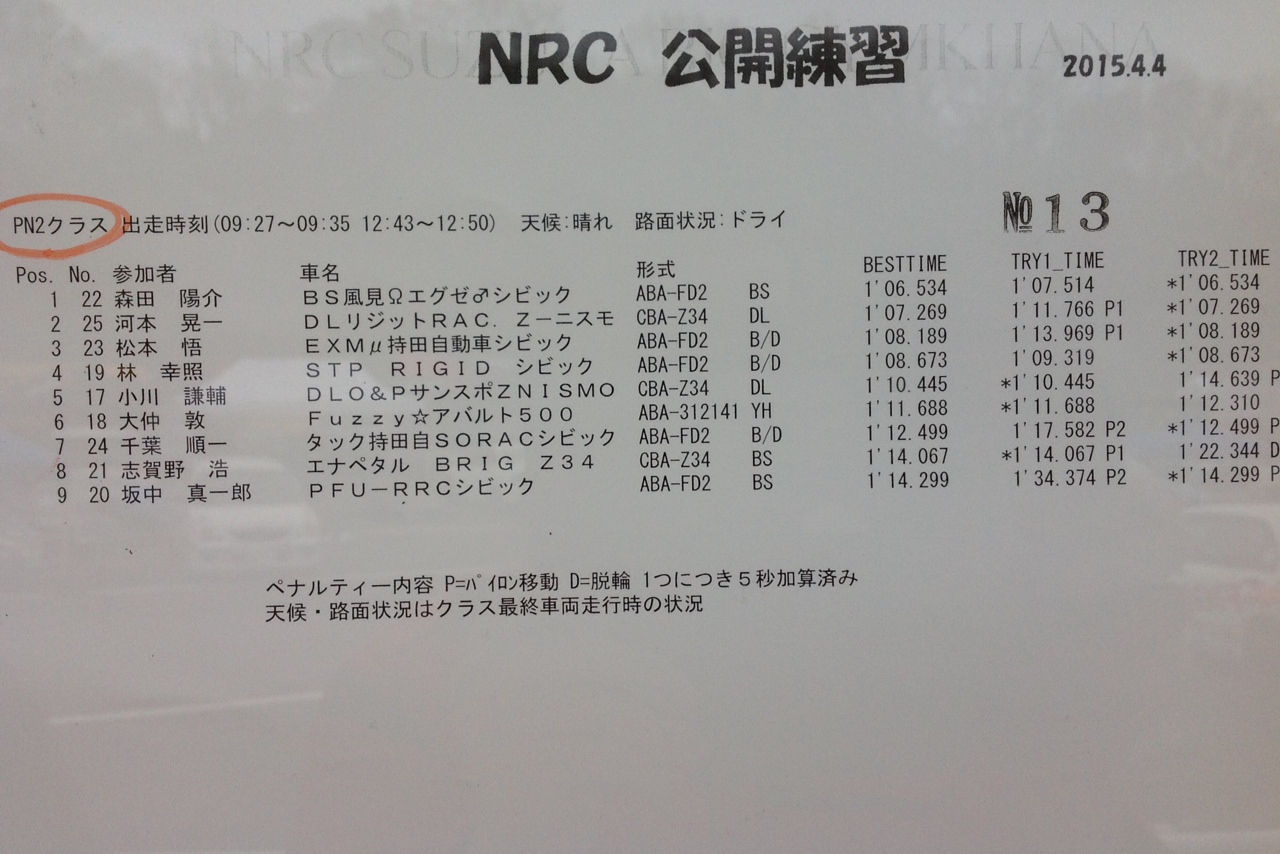 NRC 公開練習 2015.4.4
№13
PN2クラス 出走時刻(09:27～09:35 12:43～12:50) 天候:晴れ 路面状況:ドライ
Pos. No. 参加者 車名 形式 BESTTIME TRY1_TIME TRY2_TIME
1 22 森田 陽介 ＢＳ風見Ωエグゼ♂シビック ABA-FD2 BS 1'06.534 1'07.514 *1'06.534
2 25 河本 晃一 ＤＬリジットＲＡＣ．Ｚーニスモ CBA-Z34 DL 1'07.269 1'11.766 P1 *1'07.269
3 23 松本 悟 ＥＸＭμ持田自動車シビック ABA-FD2 B/D 1'08.189 1'13.969 P1 *1'08.189
4 19 林 幸照 ＳＴＰ ＲＩＧＩＤ シビック ABA-FD2 B/D 1'08.673 1'09.319 *1'08.673
5 17 小川 謙輔 ＤＬＯ＆ＰサンスポＺＮＩＳＭＯ CBA-Z34 DL 1'10.445 *1'10.445 1'14.639 P
6 18 大仲 敦 Ｆｕｚｚｙ☆アバルト５００ ABA-312141 YH 1'11.688 *1'11.688 1'12.310
7 24 千葉 順一 タック持田自ＳＯＲＡＣシビック ABA-FD2 B/D 1'12.499 1'17.582 P2 *1'12.499 P
8 21 志賀野 浩 エナペタル ＢＲＩＧ Ｚ３４ CBA-Z34 BS 1'14.067 *1'14.067 P1 1'22.344 D
9 20 坂中 真一郎 ＰＦＵ－ＲＲＣシビック ABA-FD2 BS 1'14.299 1'34.374 P2 *1'14.299 P
ペナルティー内容 P=ﾊﾟｲﾛﾝ移動 D=脱輪 1つにつき５秒加算済み
天候・路面状況はクラス最終車両走行時の状況